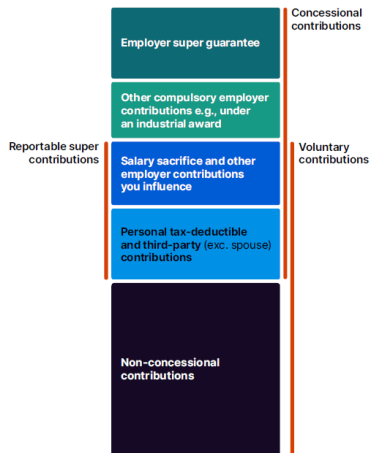 Concessional
contributions
Employer super guarantee
Other compulsory employer
contributions e.g., under
an industrial award
Reportable super
contributions
Salary sacrifice and other
employer contributions
you influence
Voluntary
contributions
Personal tax-deductible
and third-party (exc. spouse)
contributions
Non-concessional
contributions